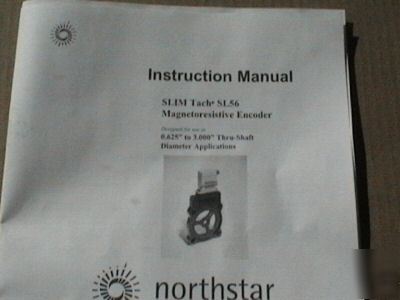 Instruction Manual
SLIM Tach® SL56
Magnetoresistive Encoder
Designed for use in
0.625" to 3.000" Thru-Shaft
Diameter Applications
northstar